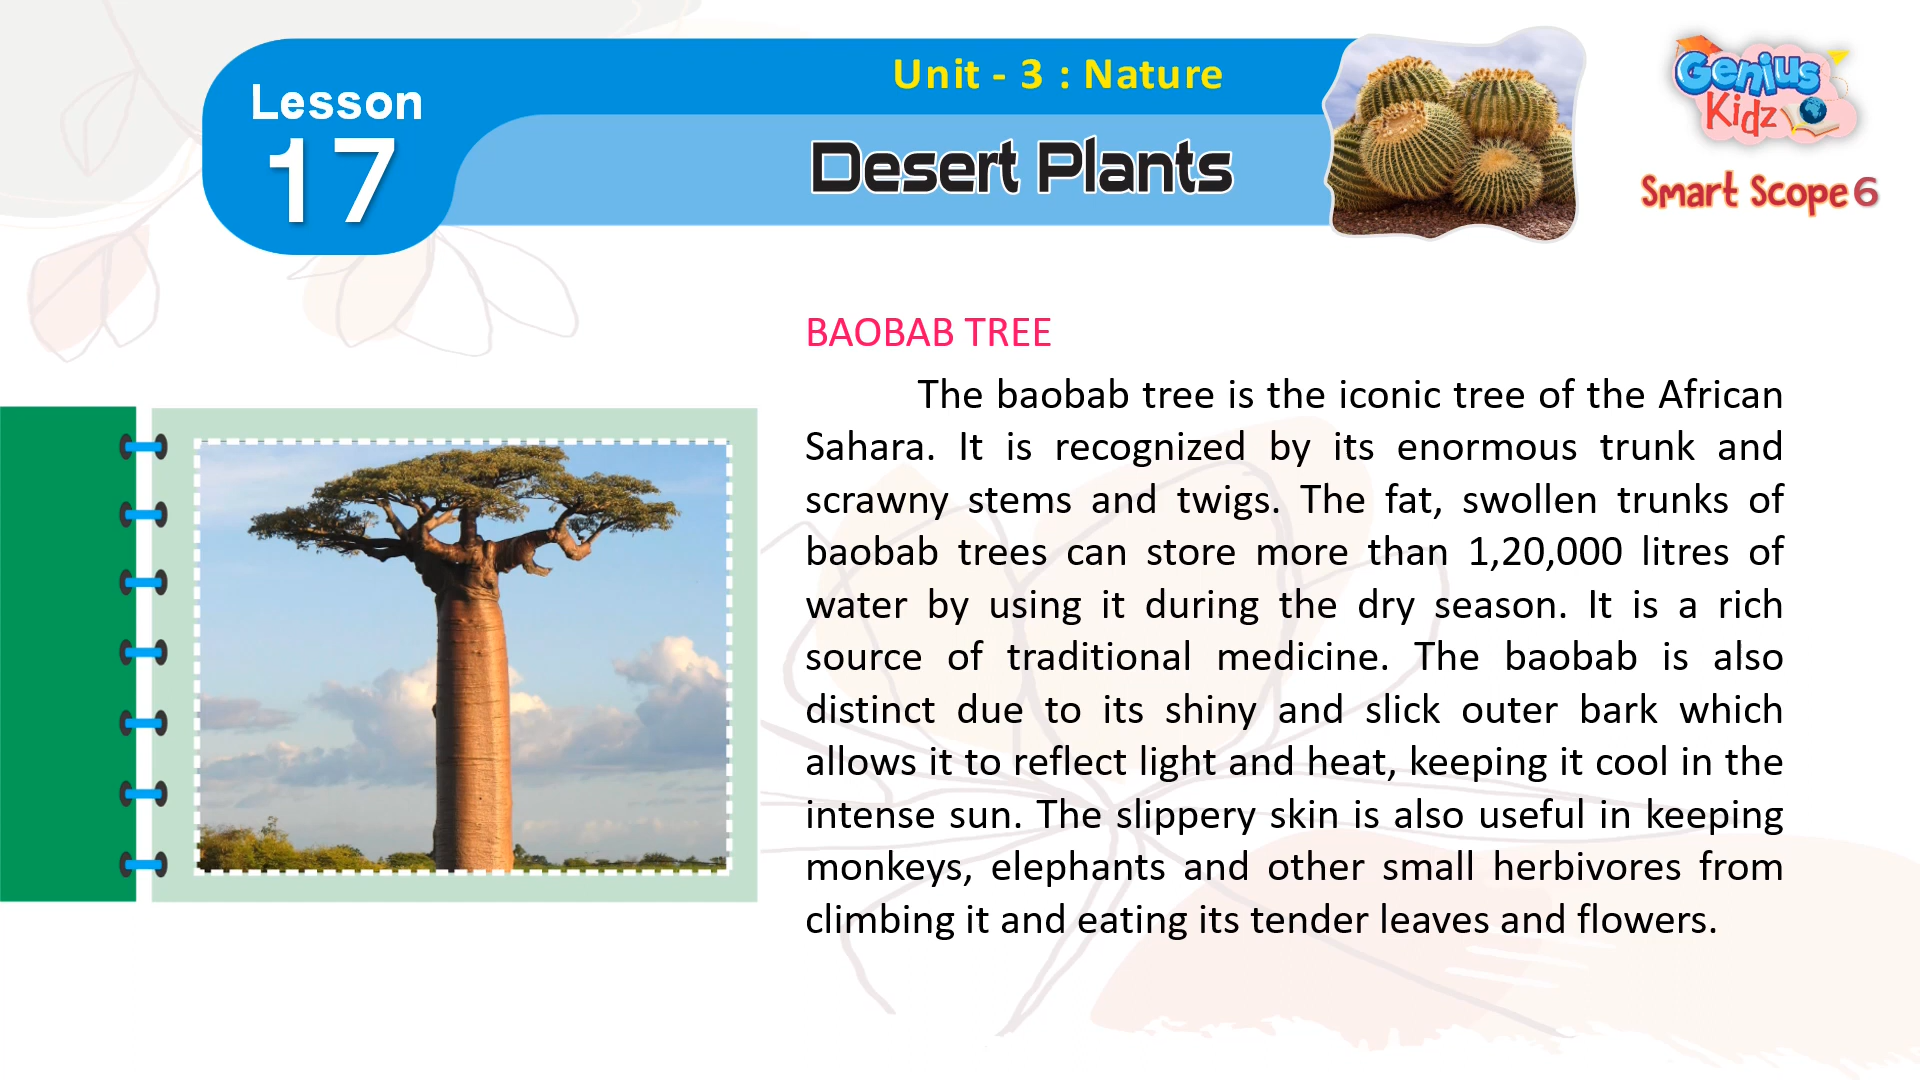 Lesson
17
Unit - 3 : Nature
Desert Plants
Genius
Kidz
Smart Scope 6
BAOBAB TREE
The baobab tree is the iconic tree of the African
Sahara. It is recognized by its enormous trunk and
scrawny stems and twigs. The fat, swollen trunks of
baobab trees can store more than 1,20,000 litres of
water by using it during the dry season. It is a rich
source of traditional medicine. The baobab is also
distinct due to its shiny and slick outer bark which
allows it to reflect light and heat, keeping it cool in the
intense sun. The slippery skin is also useful in keeping
monkeys, elephants and other small herbivores from
climbing it and eating its tender leaves and flowers.